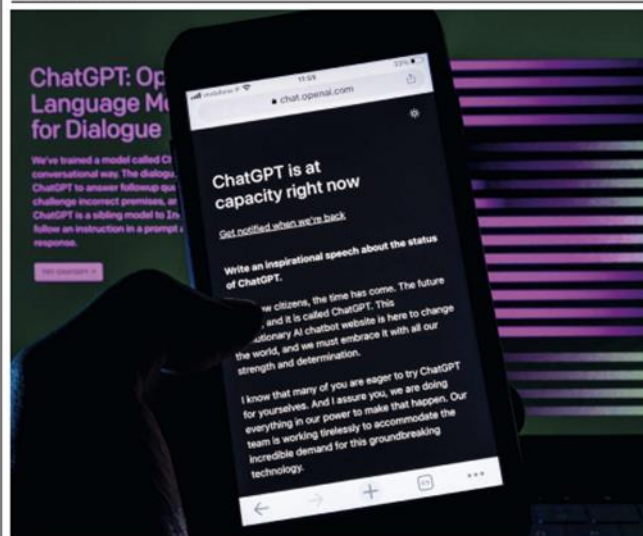 ChatGPT: Op
Language Mo
for Dialogue
We've trained a model called Ch
conversational way. The dialogu
ChatGPT to answer followup qu
challenge incorrect premises, an
ChatGPT is a sibling model to In
follow an instruction in a prompt a
response.
TRY CHATGPT
vodafone
11:59
33%
chat.openai.com
ChatGPT is at
capacity right now
Get notified when we're back
Write an inspirational speech about the status
of ChatGPT.
ow citizens, the time has come. The future
, and it is called ChatGPT. This
lutionary AI chatbot website is here to change
the world, and we must embrace it with all our
strength and determination.
I know that many of you are eager to try ChatGPT
for yourselves. And I assure you, we are doing
everything in our power to make that happen. Our
team is working tirelessly to accommodate the
incredible demand for this groundbreaking
technology.